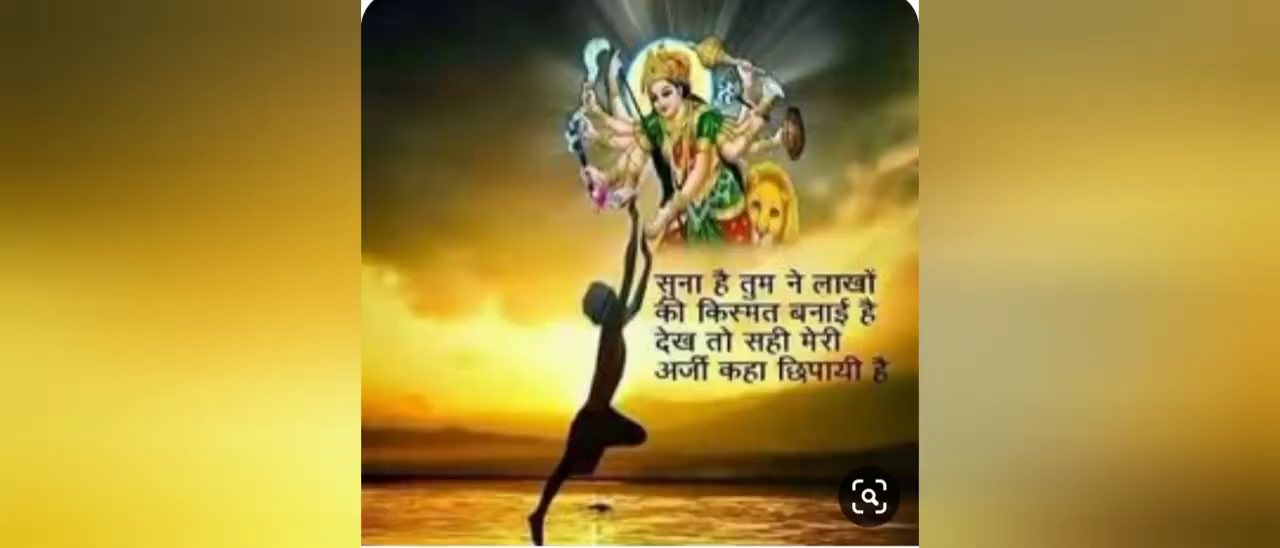 सुना है तुम ने लाखों
की किस्मत बनाई है
देख तो सही मेरी
अर्जी कहा छिपायी है